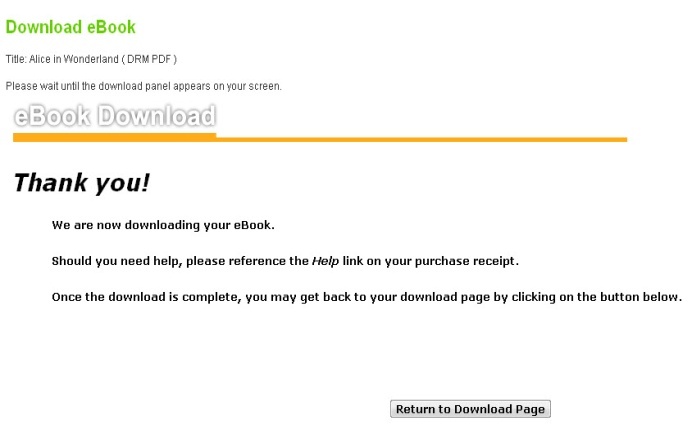 Download eBook
Title: Alice in Wonderland ( DRM PDF )
Please wait until the download panel appears on your screen.
eBook Download
Thank you!
We are now downloading your eBook.
Should you need help, please reference the Help link on your purchase receipt.
Once the download is complete, you may get back to your download page by clicking on the button below.
Return to Download Page